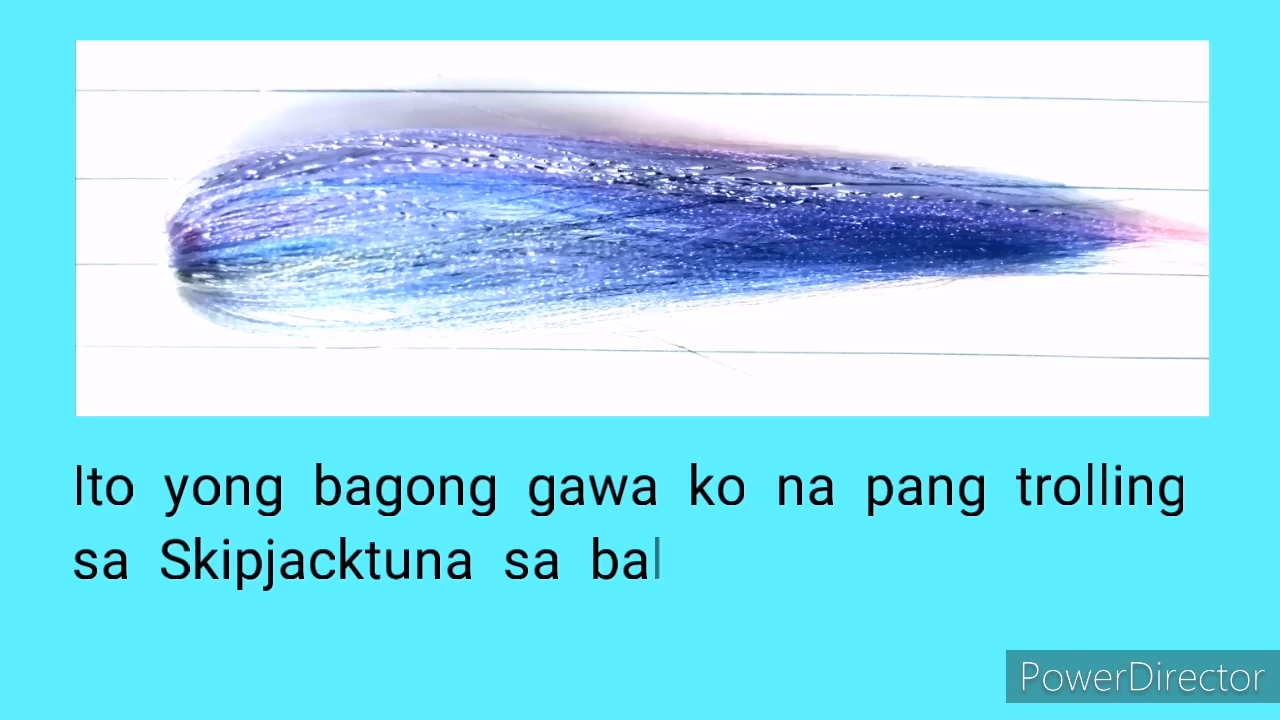 Ito yong bagong gawa ko na pang trolling
sa Skipjacktuna sa bal
PowerDirector